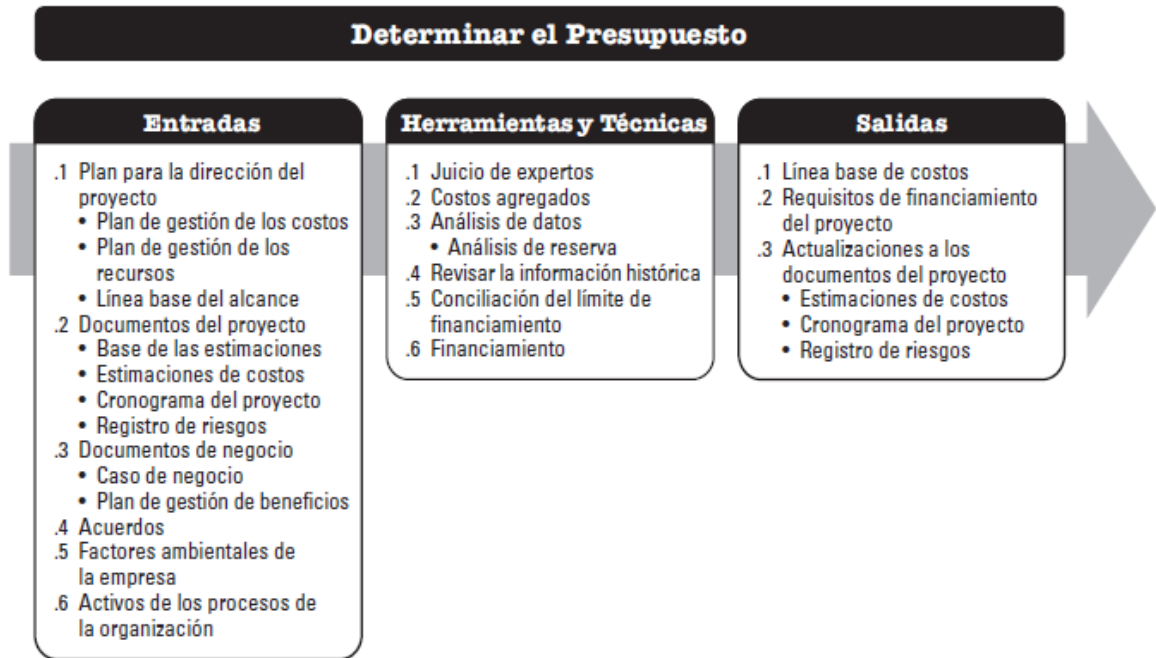 Determinar el Presupuesto
Entradas
.1 Plan para la dirección del
proyecto
• Plan de gestión de los costos
• Plan de gestión de los
recursos
• Línea base del alcance
.2 Documentos del proyecto
• Base de las estimaciones
• Estimaciones de costos
• Cronograma del proyecto
• Registro de riesgos
.3 Documentos de negocio
• Caso de negocio
• Plan de gestión de beneficios
.4 Acuerdos
.5 Factores ambientales de
la empresa
.6 Activos de los procesos de
la organización
Herramientas y Técnicas
.1 Juicio de expertos
.2 Costos agregados
.3 Análisis de datos
• Análisis de reserva
.4 Revisar la información histórica
.5 Conciliación del límite de
financiamiento
.6 Financiamiento
Salidas
.1 Línea base de costos
.2 Requisitos de financiamiento
del proyecto
.3 Actualizaciones a los
documentos del proyecto
• Estimaciones de costos
• Cronograma del proyecto
• Registro de riesgos